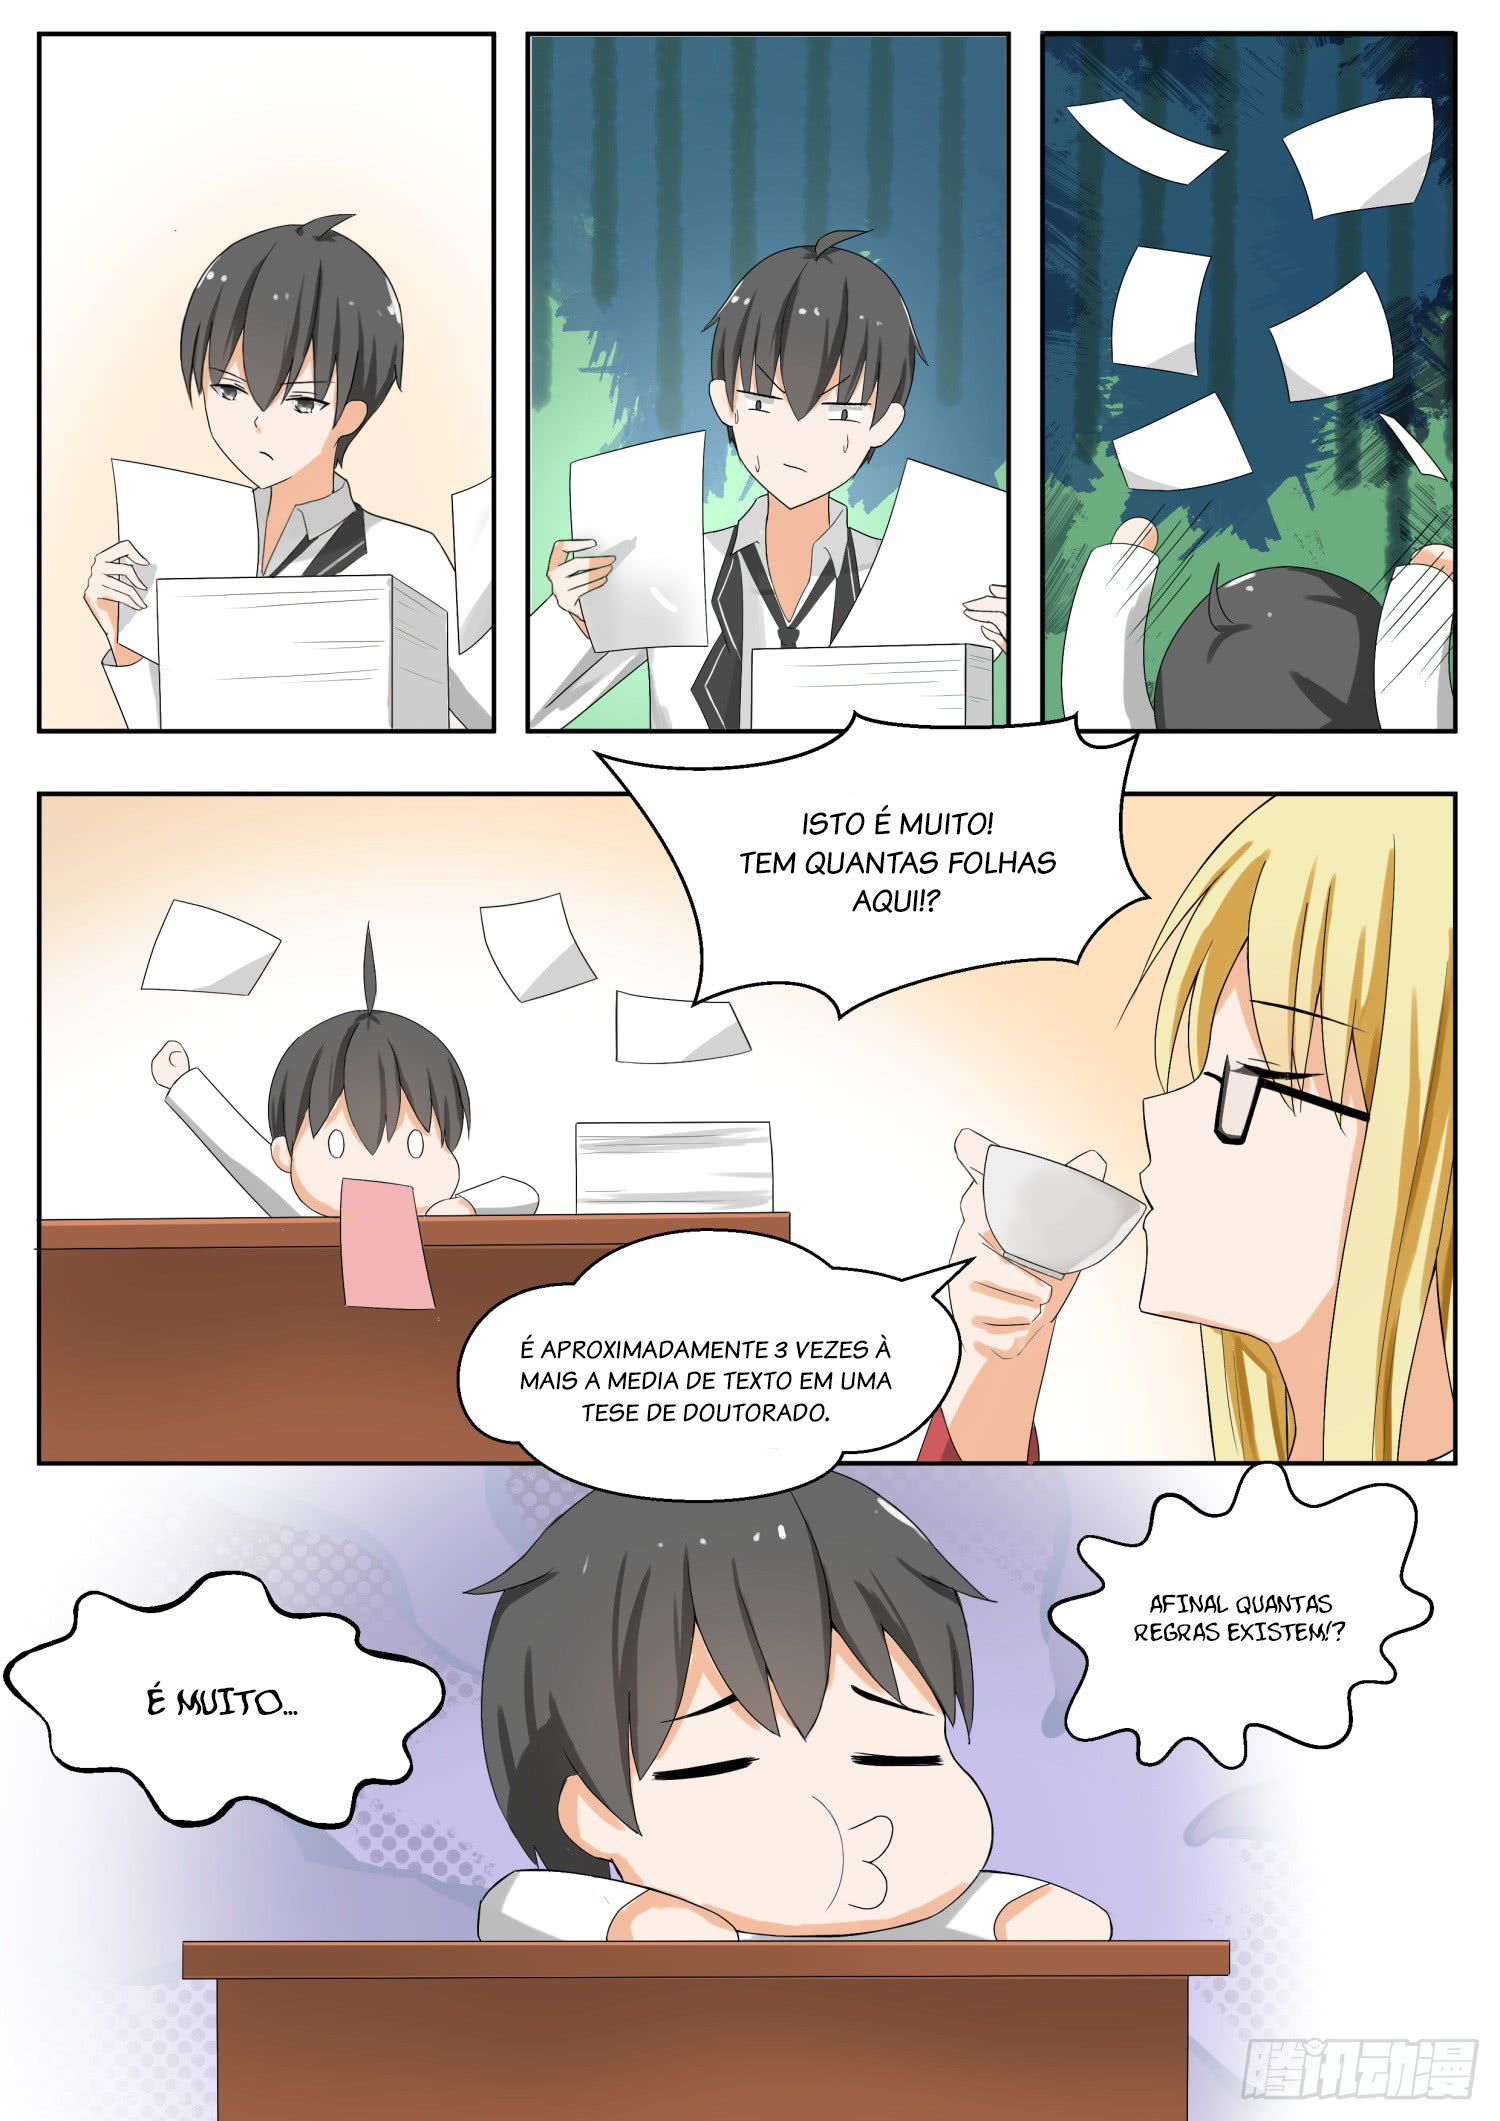 ISTO É MUITO!
TEM QUANTAS FOLHAS
AQUI!!?
É APROXIMADAMENTE 3 VEZES À
MAIS A MEDIA DE TEXTO EM UMA
TESE DE DOUTORADO.
AFINAL QUANTAS
REGRAS EXISTEM!?
É MUITO...
腾讯动漫